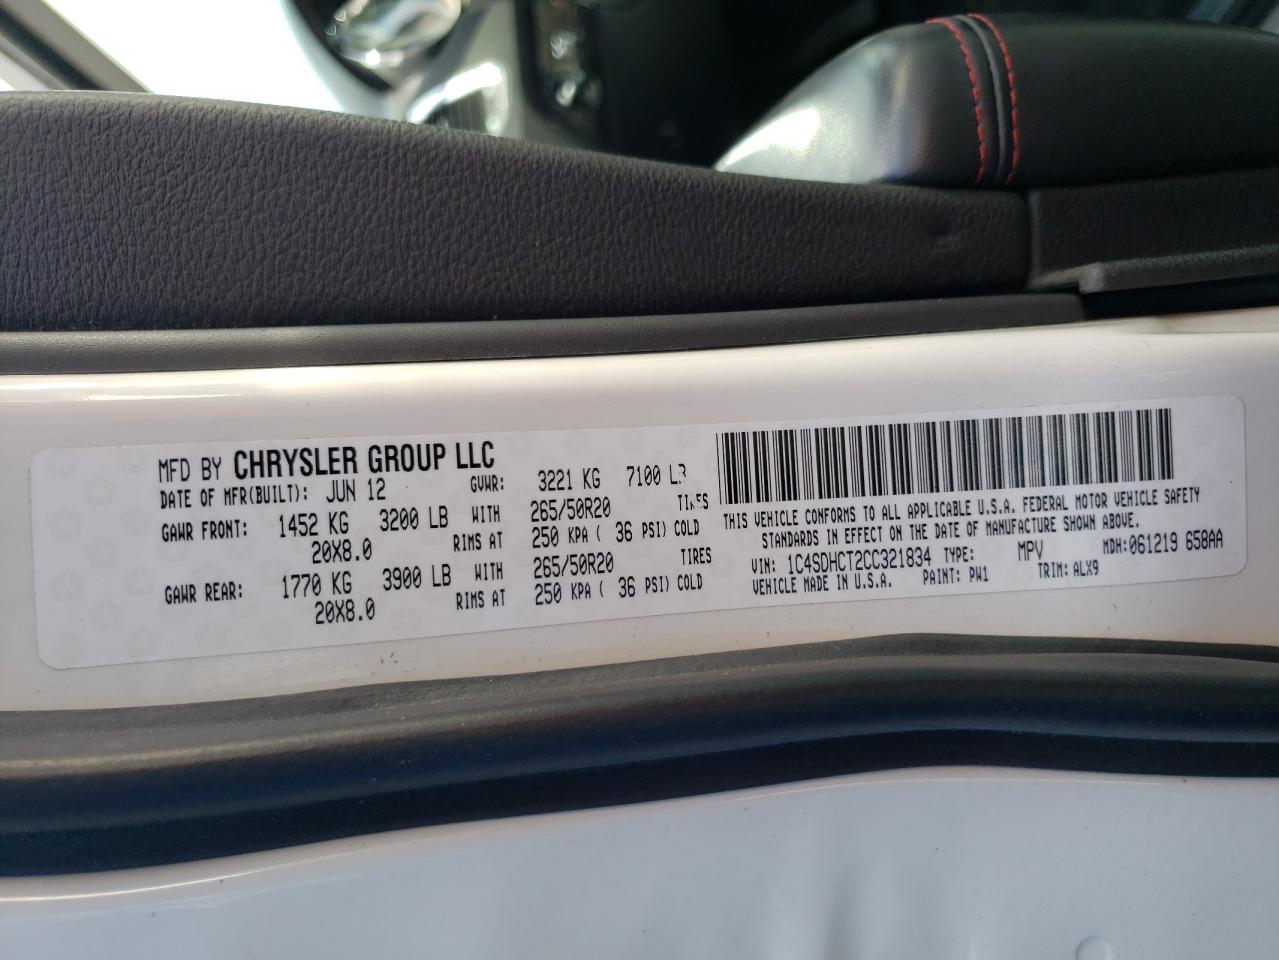 MFD BY CHRYSLER GROUP LLC
DATE OF MFR(BUILT): JUN 12 GVWR: 3221 KG 7100 LB
GAWR FRONT: 1452 KG 3200 LB WITH 265/50R20 TIRES
20X8.0 RIMS AT 250 KPA ( 36 PSI) COLD
GAWR REAR: 1770 KG 3900 LB WITH 265/50R20 TIRES
20X8.0 RIMS AT 250 KPA ( 36 PSI) COLD
THIS VEHICLE CONFORMS TO ALL APPLICABLE U.S.A. FEDERAL MOTOR VEHICLE SAFETY
STANDARDS IN EFFECT ON THE DATE OF MANUFACTURE SHOWN ABOVE.
VIN: 1C4SDHCT2CC321834 TYPE: MPV MDH:061219 658AA
VEHICLE MADE IN U.S.A. PAINT: PW1 TRIM:ALX9